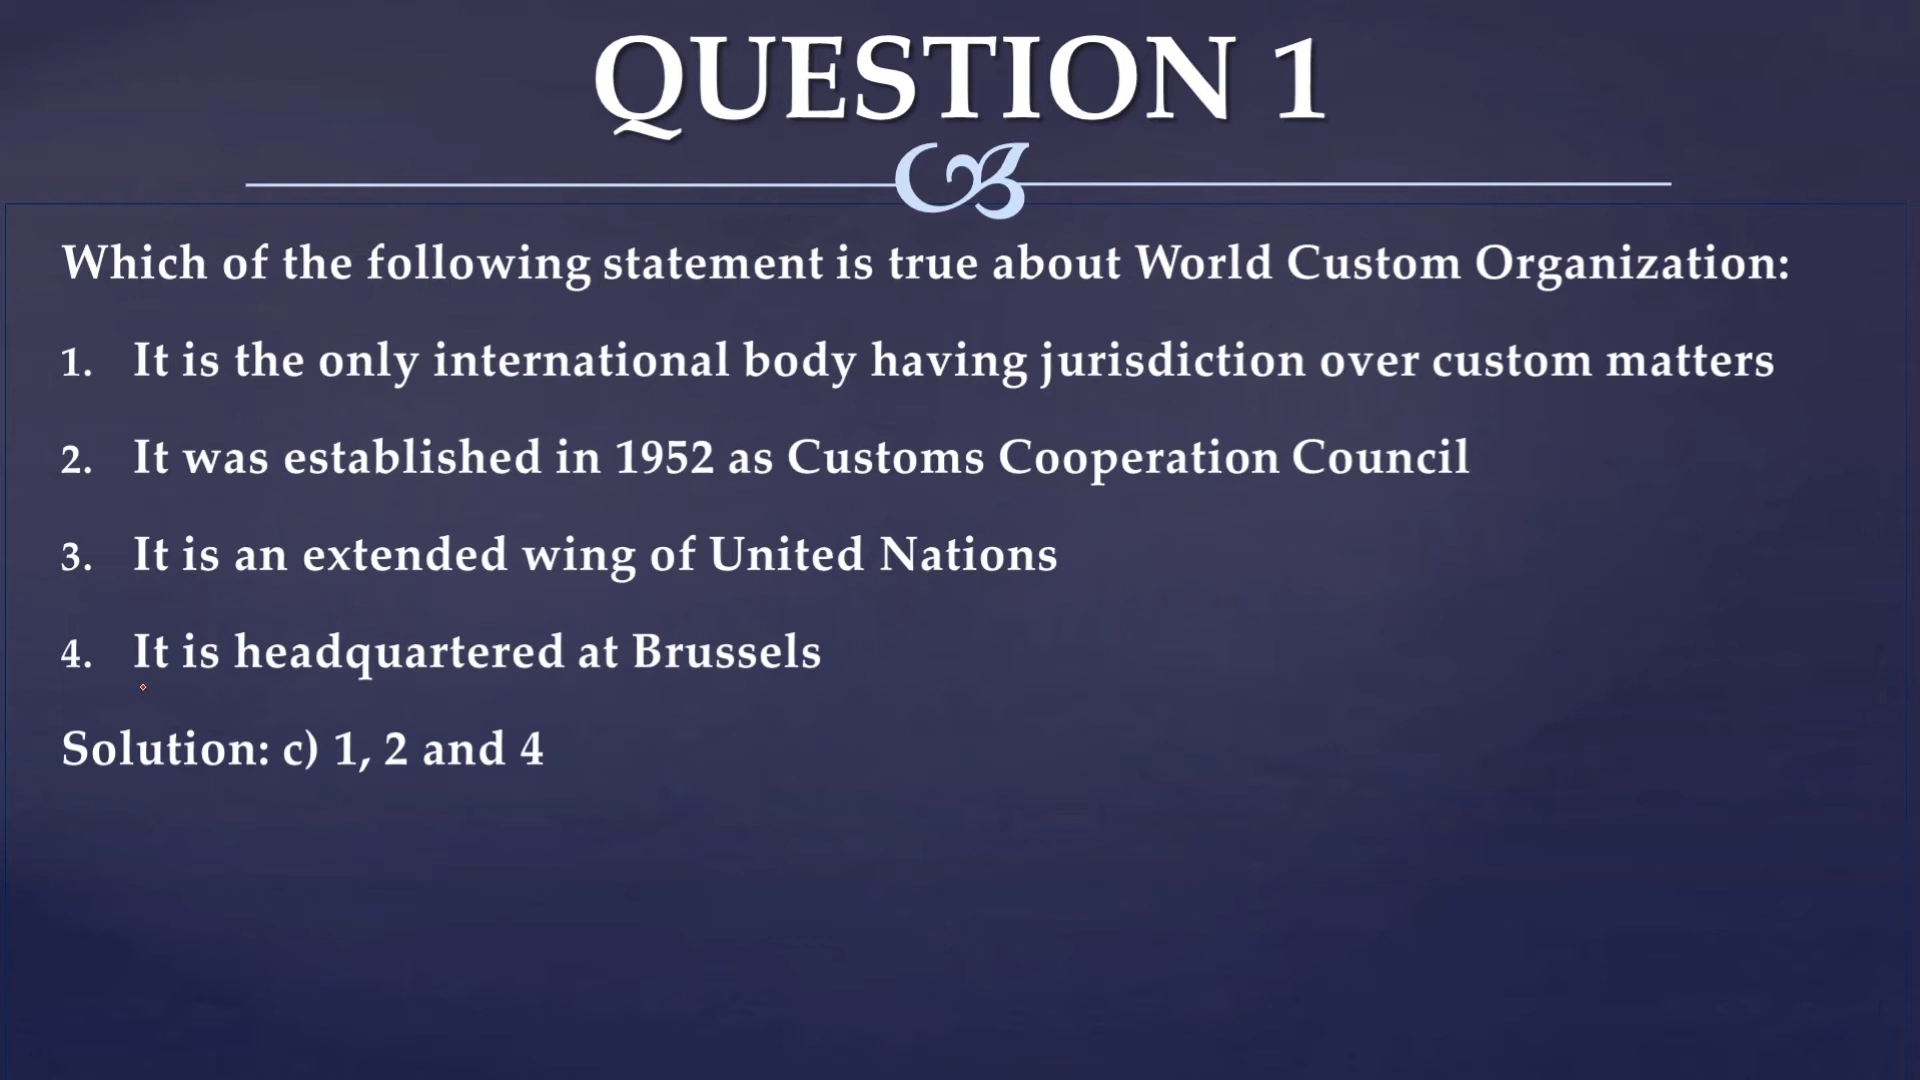 QUESTION 1
Which of the following statement is true about World Custom Organization:
1. It is the only international body having jurisdiction over custom matters
2. It was established in 1952 as Customs Cooperation Council
3. It is an extended wing of United Nations
4. It is headquartered at Brussels
Solution: c) 1, 2 and 4